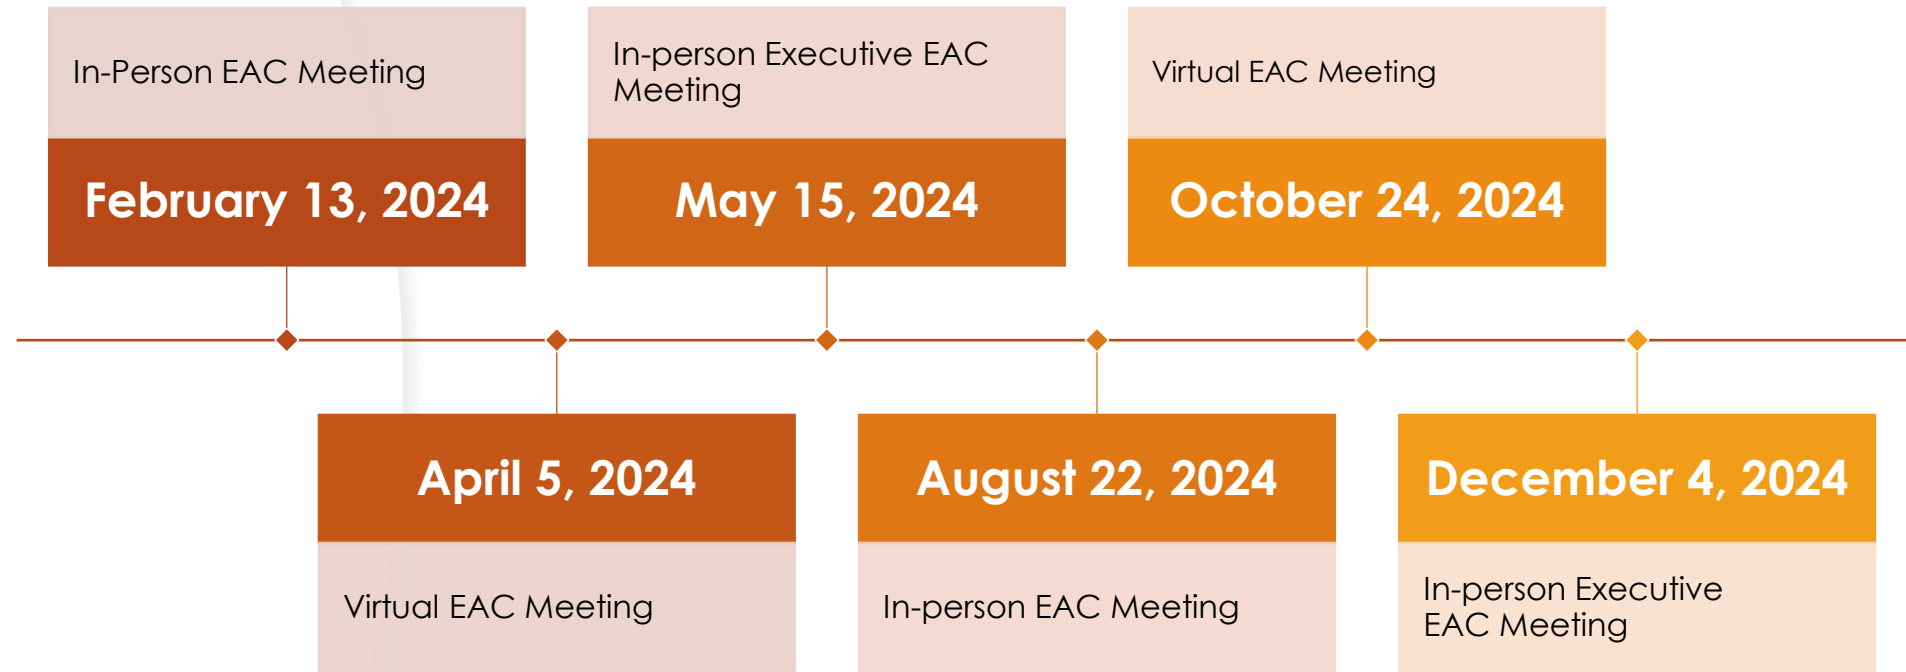 In-Person EAC Meeting
February 13, 2024
In-person Executive EAC
Meeting
May 15, 2024
Virtual EAC Meeting
October 24, 2024
April 5, 2024
Virtual EAC Meeting
August 22, 2024
In-person EAC Meeting
December 4, 2024
In-person Executive
EAC Meeting